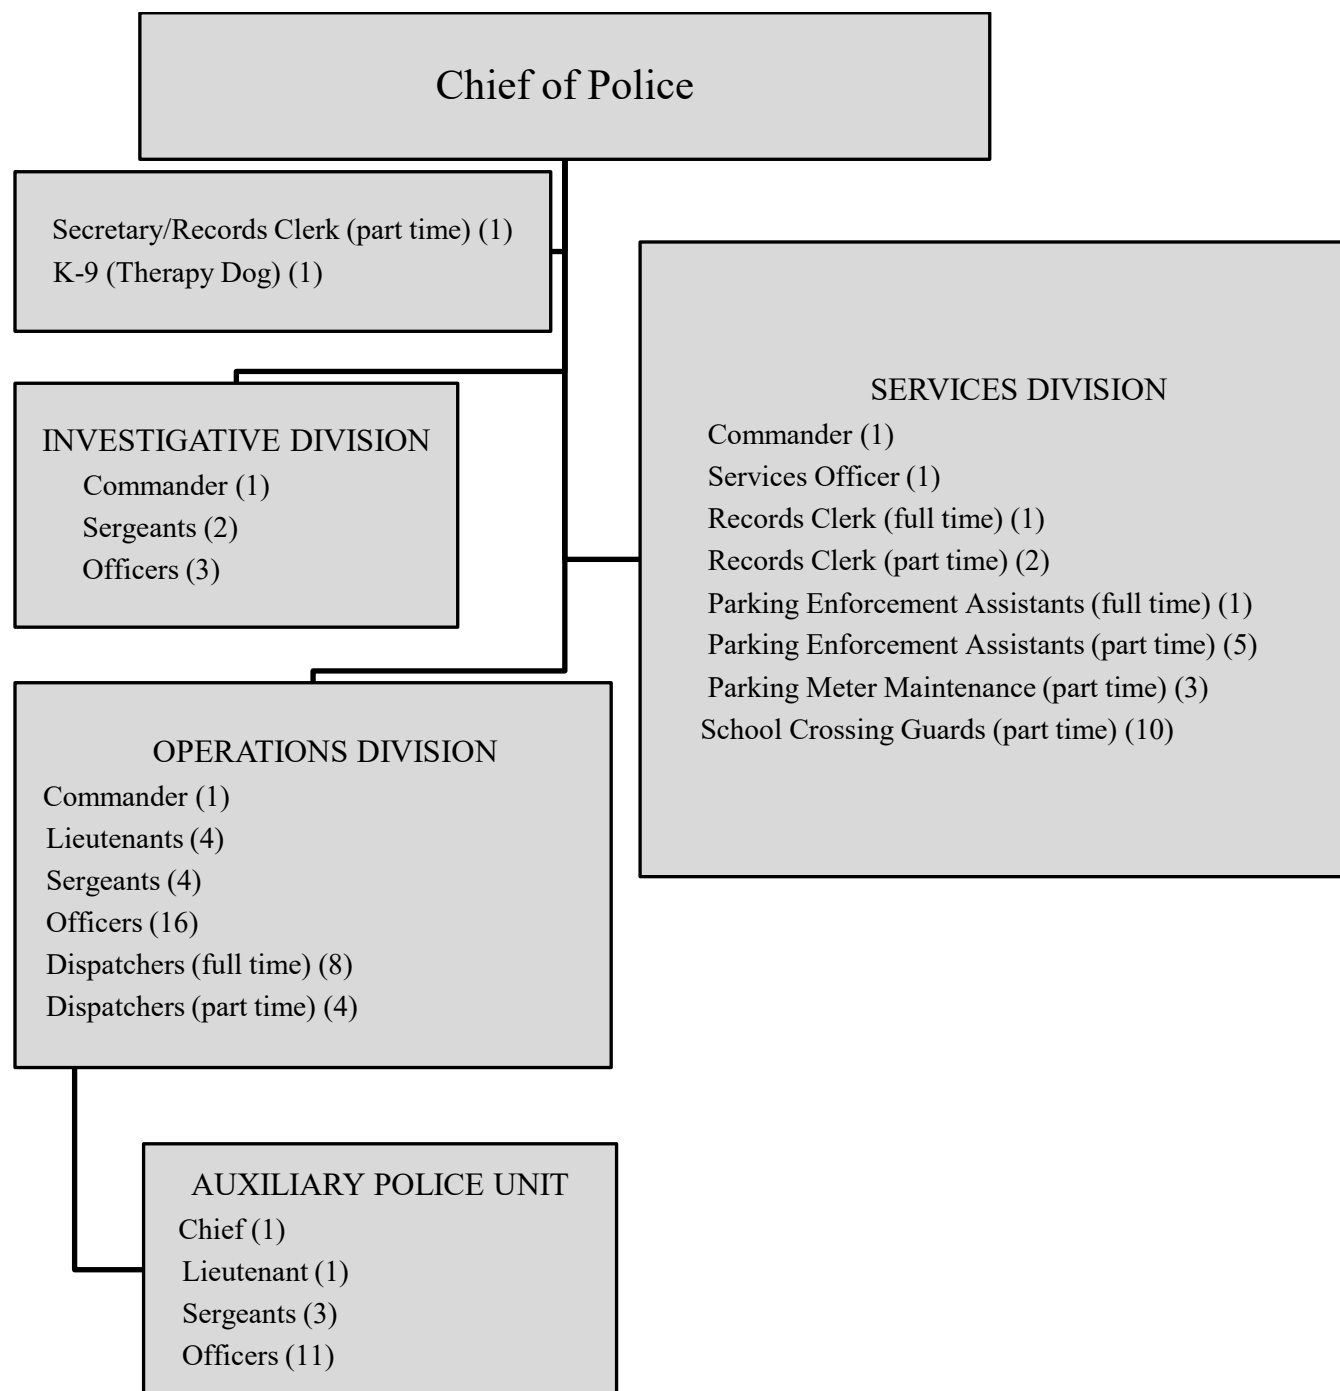 Chief of Police
Secretary/Records Clerk (part time) (1)
K-9 (Therapy Dog) (1)
INVESTIGATIVE DIVISION
Commander (1)
Sergeants (2)
Officers (3)
SERVICES DIVISION
Commander (1)
Services Officer (1)
Records Clerk (full time) (1)
Records Clerk (part time) (2)
Parking Enforcement Assistants (full time) (1)
Parking Enforcement Assistants (part time) (5)
Parking Meter Maintenance (part time) (3)
School Crossing Guards (part time) (10)
OPERATIONS DIVISION
Commander (1)
Lieutenants (4)
Sergeants (4)
Officers (16)
Dispatchers (full time) (8)
Dispatchers (part time) (4)
AUXILIARY POLICE UNIT
Chief (1)
Lieutenant (1)
Sergeants (3)
Officers (11)